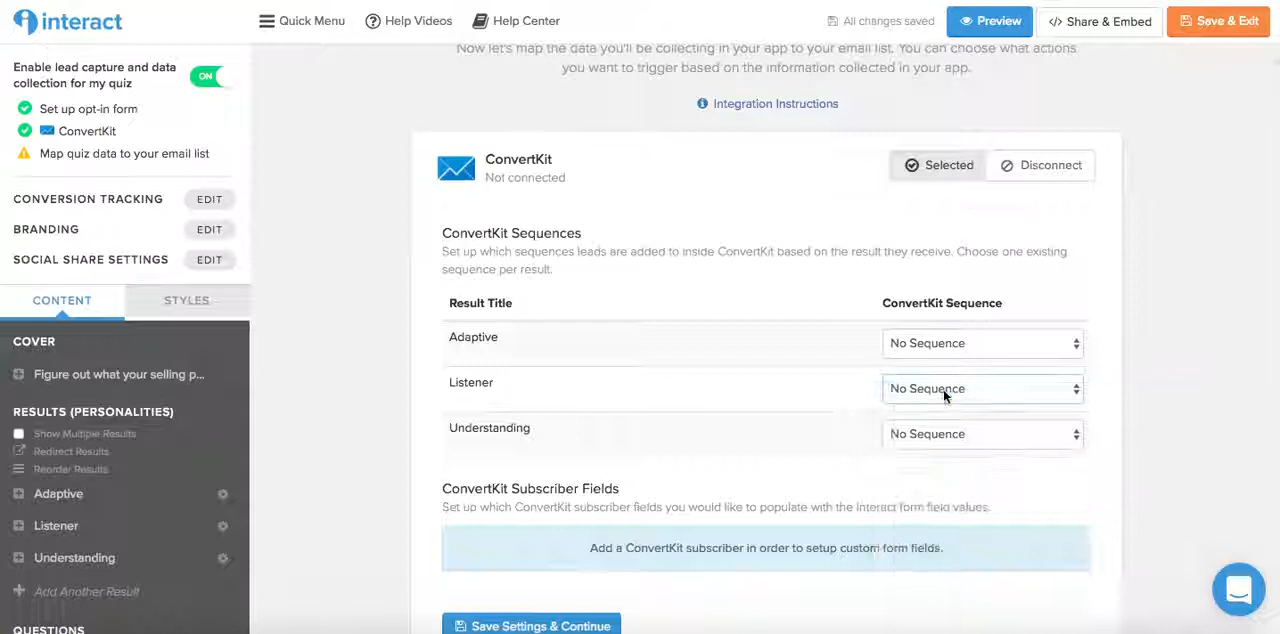 interact
Quick Menu
Help Videos
Help Center
All changes saved
Preview
</> Share & Embed
Save & Exit
Enable lead capture and data
collection for my quiz
ON
Set up opt-in form
ConvertKit
Map quiz data to your email list
CONVERSION TRACKING
EDIT
BRANDING
EDIT
SOCIAL SHARE SETTINGS
EDIT
CONTENT
STYLES
COVER
Figure out what your selling p...
RESULTS (PERSONALITIES)
Show Multiple Results
Redirect Results
Reorder Results
Adaptive
Listener
Understanding
Add Another Result
QUESTIONS
Now let's map the data you'll be collecting in your app to your email list. You can choose what actions
you want to trigger based on the information collected in your app.
Integration Instructions
ConvertKit
Not connected
Selected
Disconnect
ConvertKit Sequences
Set up which sequences leads are added to inside ConvertKit based on the result they receive. Choose one existing
sequence per result.
Result Title
ConvertKit Sequence
Adaptive
No Sequence
Listener
No Sequence
Understanding
No Sequence
ConvertKit Subscriber Fields
Set up which ConvertKit subscriber fields you would like to populate with the Interact form field values.
Add a ConvertKit subscriber in order to setup custom form fields.
Save Settings & Continue